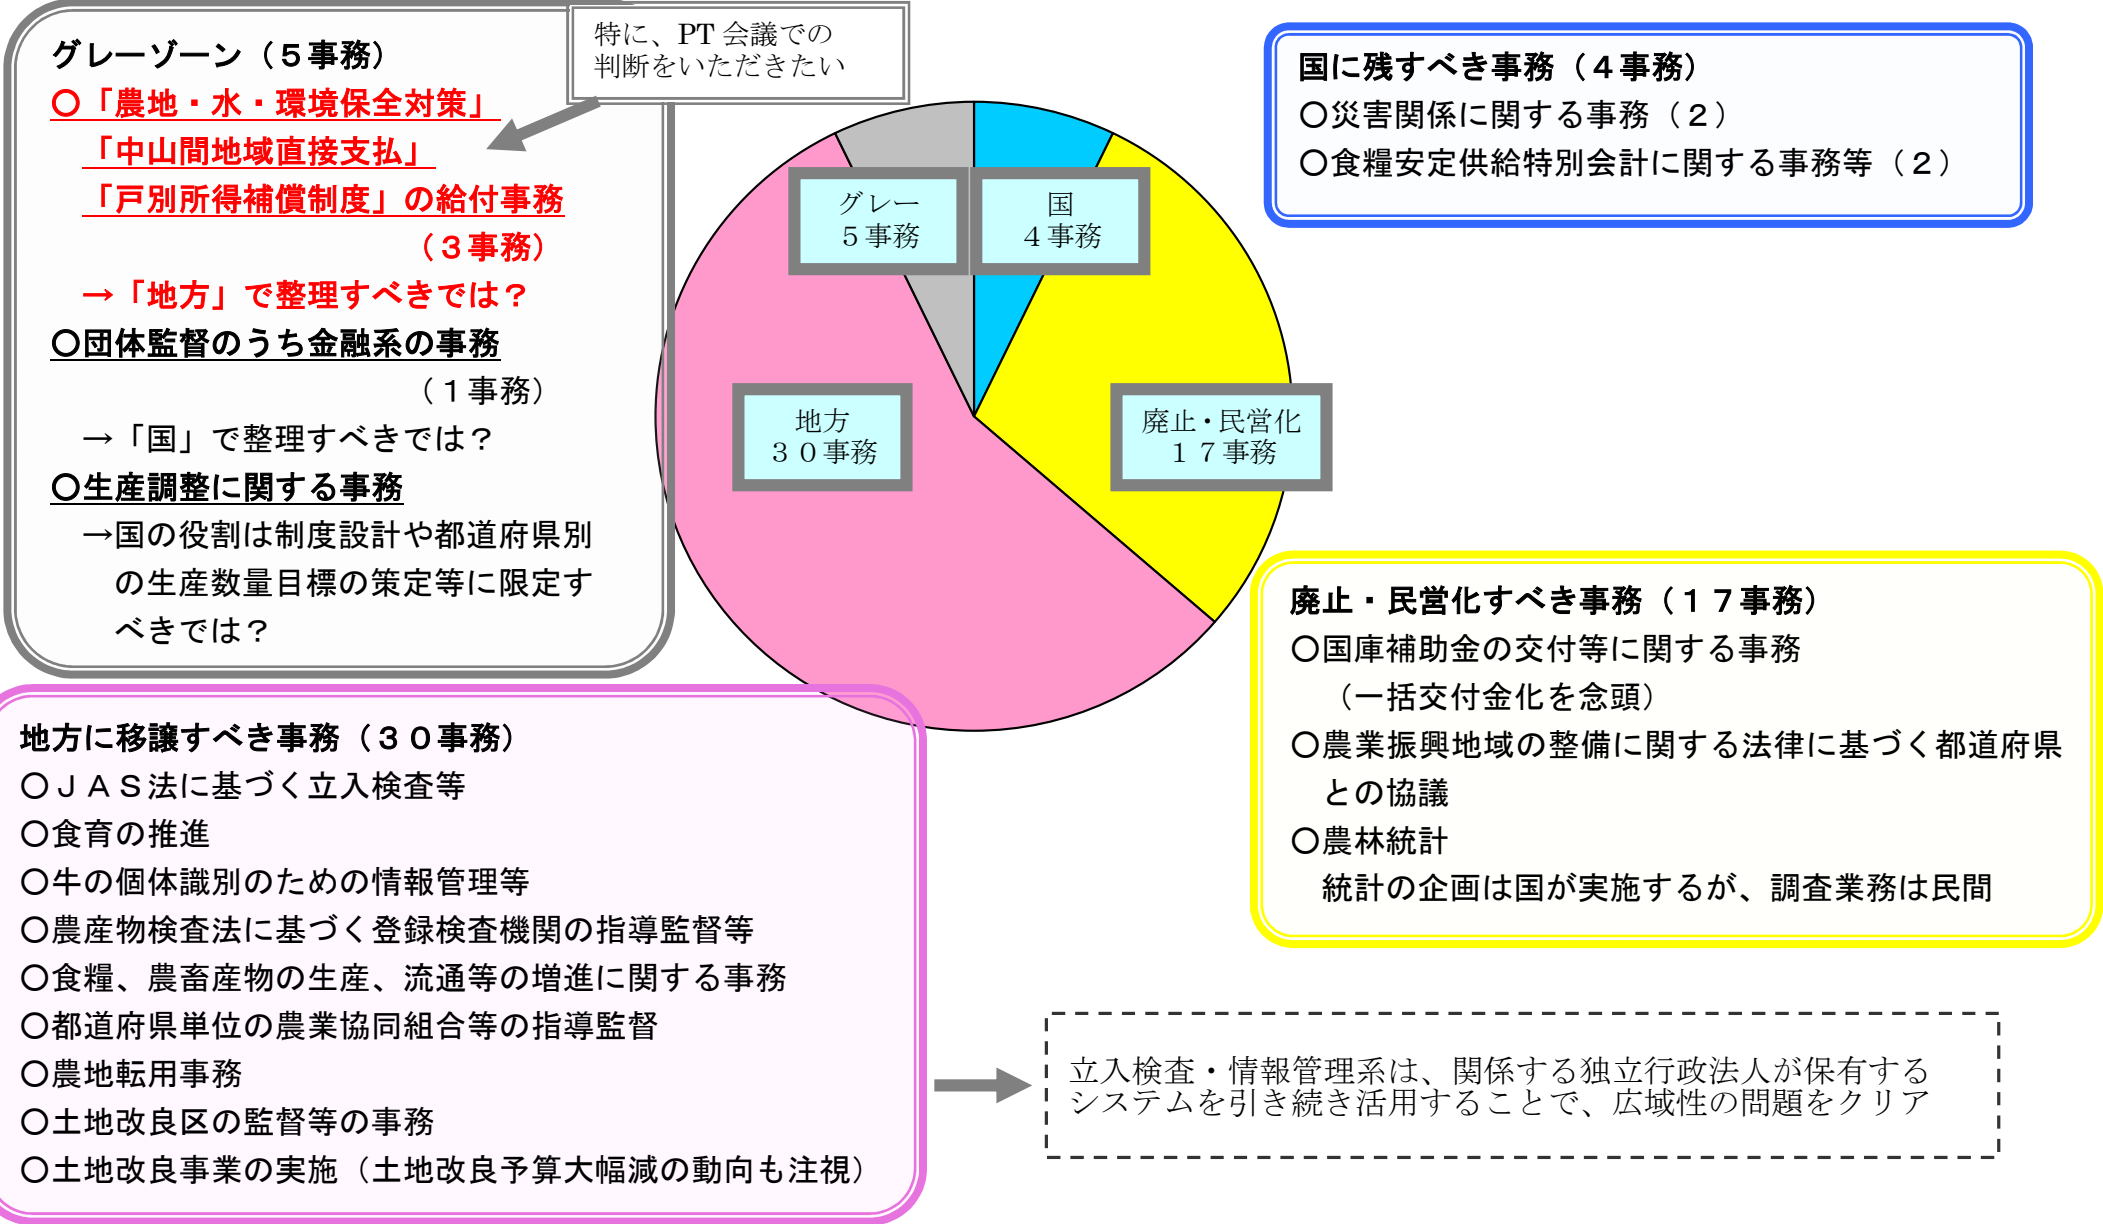 グレーゾーン（５事務）
〇「農地・水・環境保全対策」
「中山間地域直接支払」
「戸別所得補償制度」の給付事務
（３事務）
→「地方」で整理すべきでは？
〇団体監督のうち金融系の事務
（１事務）
→「国」で整理すべきでは？
〇生産調整に関する事務
→国の役割は制度設計や都道府県別
の生産数量目標の策定等に限定す
べきでは？
特に、PT 会議での
判断をいただきたい
国に残すべき事務（４事務）
〇災害関係に関する事務（２）
〇食糧安定供給特別会計に関する事務等（２）
グレー
５事務
国
４事務
地方
３０事務
廃止・民営化
１７事務
廃止・民営化すべき事務（１７事務）
〇国庫補助金の交付等に関する事務
（一括交付金化を念頭）
〇農業振興地域の整備に関する法律に基づく都道府県
との協議
〇農林統計
統計の企画は国が実施するが、調査業務は民間
地方に移譲すべき事務（３０事務）
〇ＪＡＳ法に基づく立入検査等
〇食育の推進
〇牛の個体識別のための情報管理等
〇農産物検査法に基づく登録検査機関の指導監督等
〇食糧、農畜産物の生産、流通等の増進に関する事務
〇都道府県単位の農業協同組合等の指導監督
〇農地転用事務
〇土地改良区の監督等の事務
〇土地改良事業の実施（土地改良予算大幅減の動向も注視）
立入検査・情報管理系は、関係する独立行政法人が保有する
システムを引き続き活用することで、広域性の問題をクリア